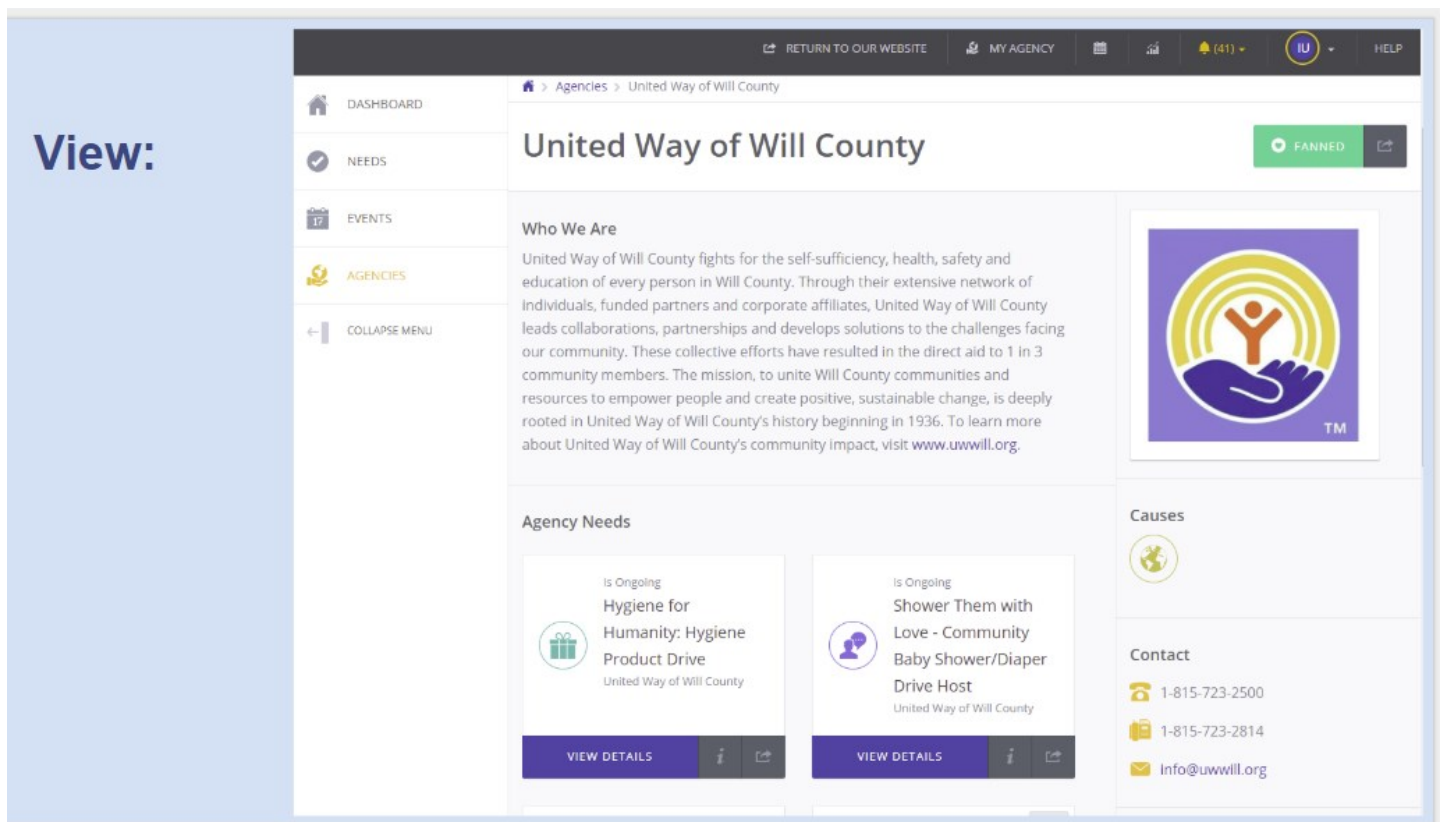 View:
RETURN TO OUR WEBSITE
MY AGENCY
(41)
IU
HELP
DASHBOARD
NEEDS
17
EVENTS
AGENCIES
COLLAPSE MENU
> Agencies > United Way of Will County
United Way of Will County
FANNED
Who We Are
United Way of Will County fights for the self-sufficiency, health, safety and
education of every person in Will County. Through their extensive network of
individuals, funded partners and corporate affiliates, United Way of Will County
leads collaborations, partnerships and develops solutions to the challenges facing
our community. These collective efforts have resulted in the direct aid to 1 in 3
community members. The mission, to unite Will County communities and
resources to empower people and create positive, sustainable change, is deeply
rooted in United Way of Will County's history beginning in 1936. To learn more
about United Way of Will County's community impact, visit www.uwwill.org.
TM
Agency Needs
Is Ongoing
Hygiene for
Humanity: Hygiene
Product Drive
United Way of Will County
VIEW DETAILS
i
Is Ongoing
Shower Them with
Love - Community
Baby Shower/Diaper
Drive Host
United Way of Will County
VIEW DETAILS
i
Causes
Contact
1-815-723-2500
1-815-723-2814
info@uwwill.org